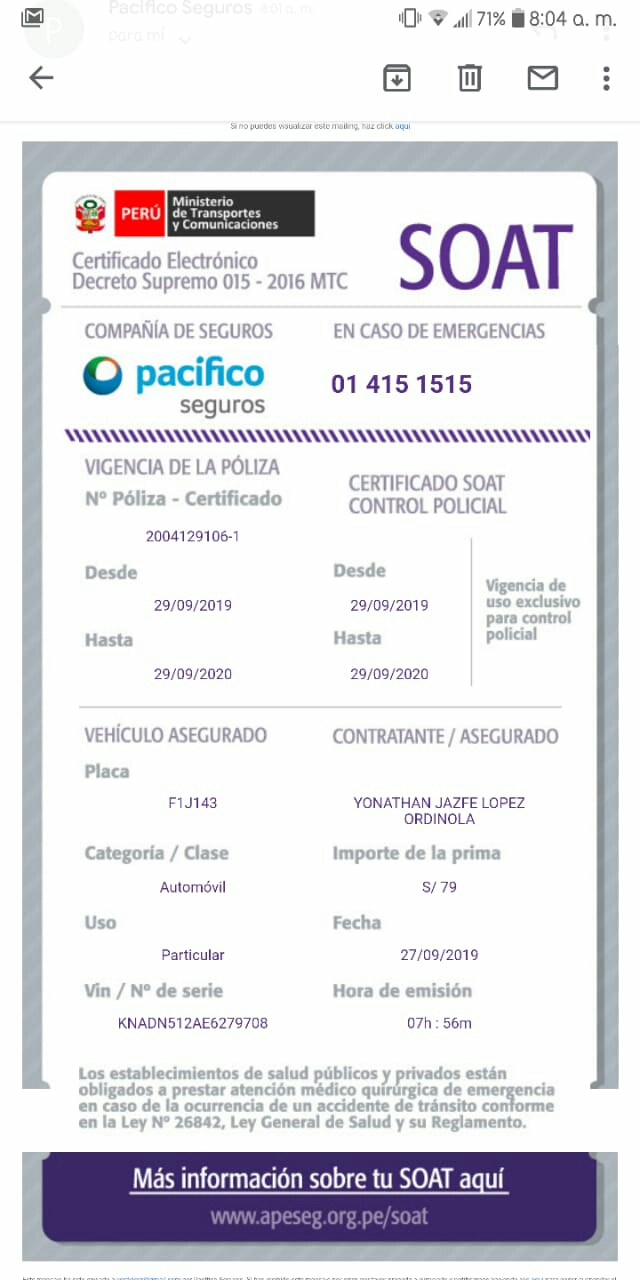 Pacífico Seguros 8:01 a. m.
para mí
71% 8:04 a. m.
Si no puedes visualizar este mailing, haz click aquí
PERÚ
Ministerio
de Transportes
y Comunicaciones
Certificado Electrónico
Decreto Supremo 015 - 2016 MTC
SOAT
COMPAÑÍA DE SEGUROS
EN CASO DE EMERGENCIAS
pacífico
seguros
01 415 1515
VIGENCIA DE LA PÓLIZA
Nº Póliza - Certificado
CERTIFICADO SOAT
CONTROL POLICIAL
2004129106-1
Desde
Desde
29/09/2019
29/09/2019
Hasta
Hasta
29/09/2020
29/09/2020
Vigencia de
uso exclusivo
para control
policial
VEHÍCULO ASEGURADO
CONTRATANTE / ASEGURADO
Placa
F1J143
YONATHAN JAZFE LOPEZ
ORDINOLA
Categoría / Clase
Importe de la prima
Automóvil
S/ 79
Uso
Fecha
Particular
27/09/2019
Vin / Nº de serie
Hora de emisión
KNADN512AE6279708
07h : 56m
Los establecimientos de salud públicos y privados están
obligados a prestar atención médico quirúrgica de emergencia
en caso de la ocurrencia de un accidente de tránsito conforme
en la Ley Nº 26842, Ley General de Salud y su Reglamento.
Más información sobre tu SOAT aquí
www.apeseg.org.pe/soat